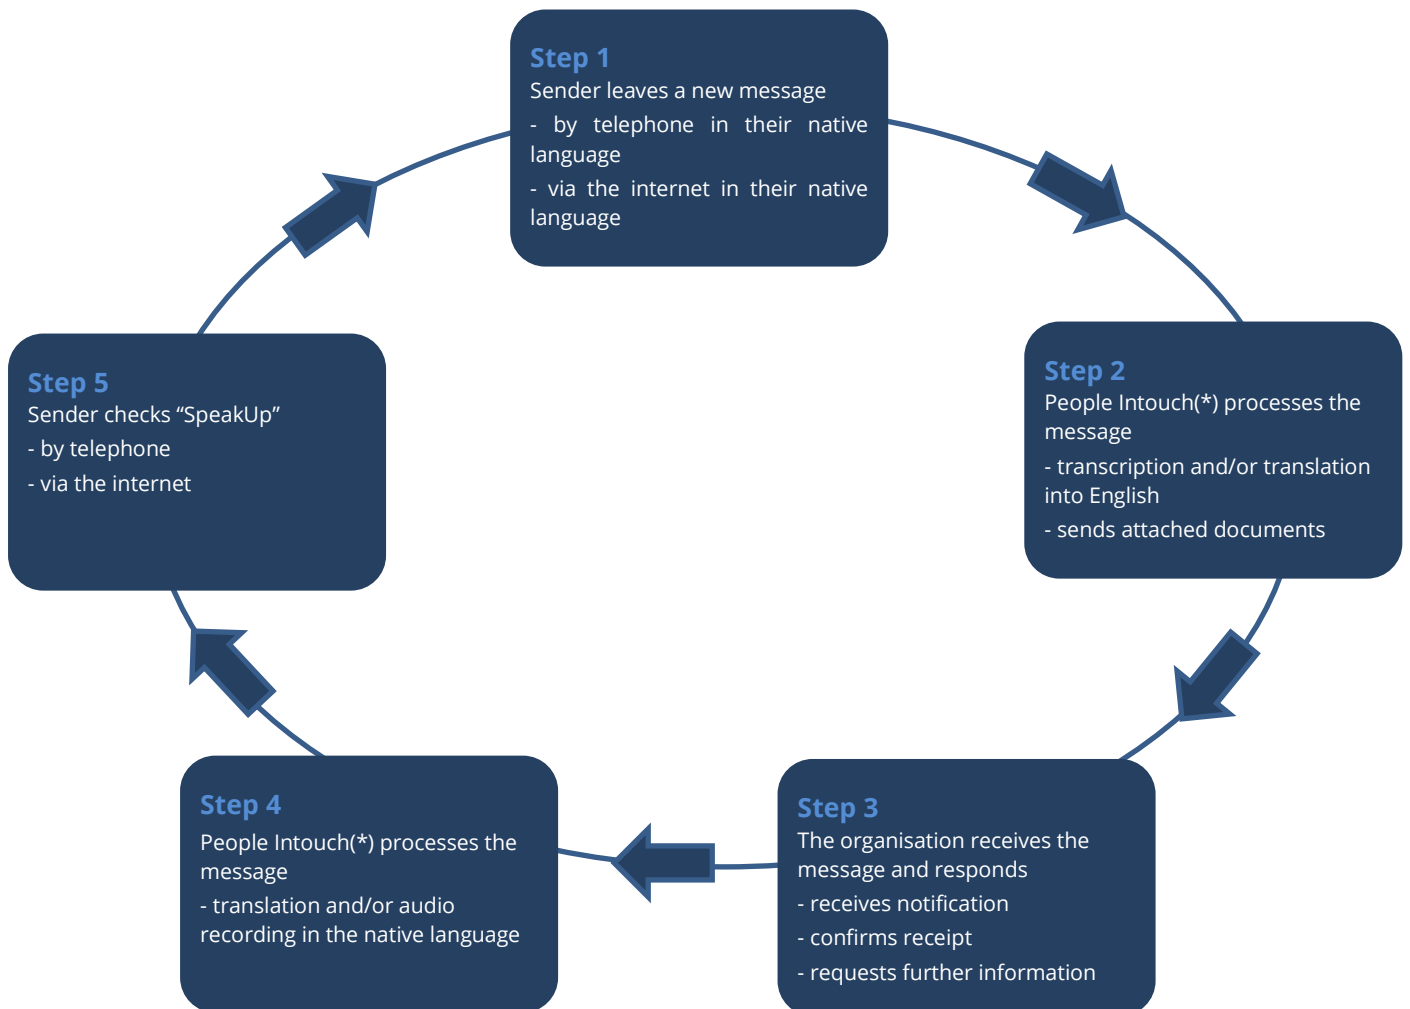 Step 1
Sender leaves a new message
- by telephone in their native
language
- via the internet in their native
language
Step 2
People Intouch(*) processes the
message
- transcription and/or translation
into English
- sends attached documents
Step 3
The organisation receives the
message and responds
- receives notification
- confirms receipt
- requests further information
Step 4
People Intouch(*) processes the
message
- translation and/or audio
recording in the native language
Step 5
Sender checks “SpeakUp”
- by telephone
- via the internet